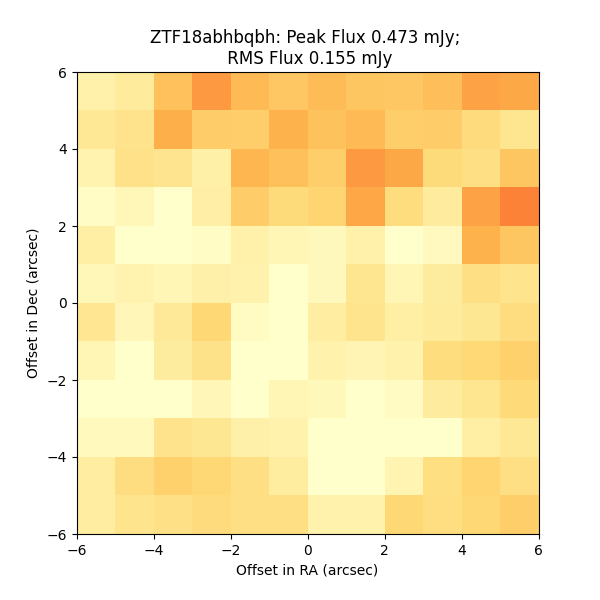 ZTF18abhbqbh: Peak Flux 0.473 mJy;
RMS Flux 0.155 mJy
6
4
2
0
−2
−4
−6
Offset in Dec (arcsec)
−6 −4 −2 0 2 4 6
Offset in RA (arcsec)